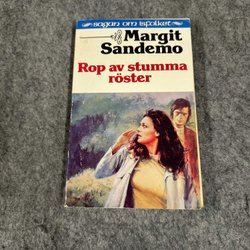 sagan om isfolket
Margit
Sandemo
Rop av stumma
röster